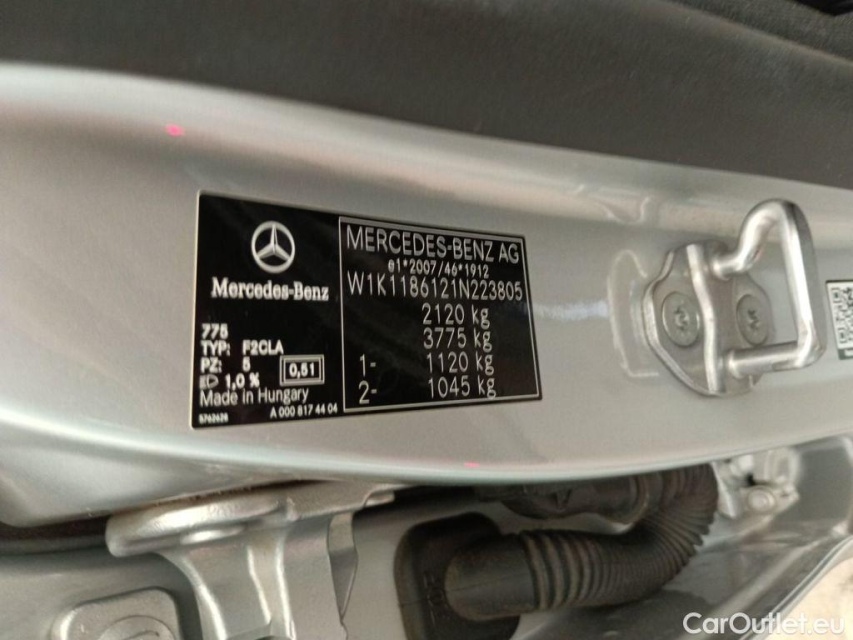 Mercedes-Benz
775
TYP: F2CLA
PZ: 5
1,0 % 0,51
Made in Hungary
A 000 817 44 04
MERCEDES-BENZ AG
e1*2007/46*1912
W1K1186121N223805
2120 kg
3775 kg
1- 1120 kg
2- 1045 kg
CarOutlet.eu